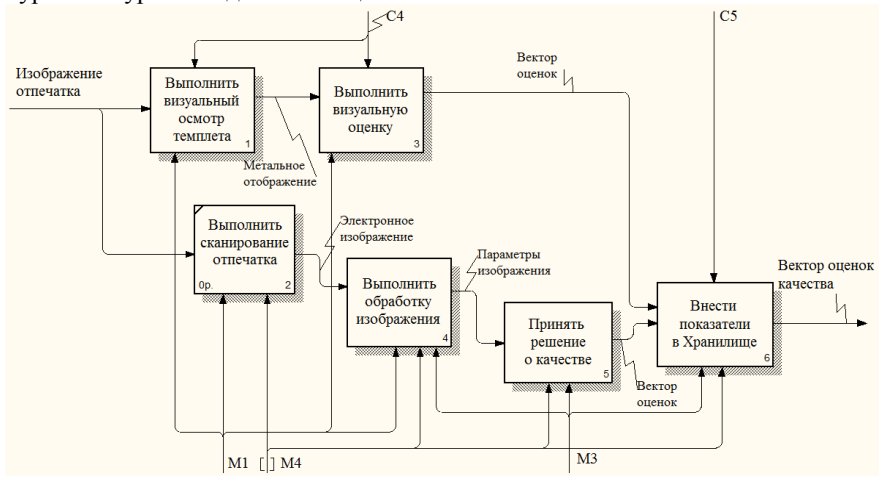 C4
C5
Изображение
отпечатка
Выполнить
визуальный
осмотр
темплета
1
Выполнить
визуальную
оценку
3
Вектор
оценок
Метальное
отображение
Выполнить
сканирование
отпечатка
0р.
2
Электронное
изображение
Выполнить
обработку
изображения
4
Параметры
изображения
Принять
решение
о качестве
5
Вектор
оценок
Внести
показатели
в Хранилище
6
Вектор оценок
качества
M1
M4
M3